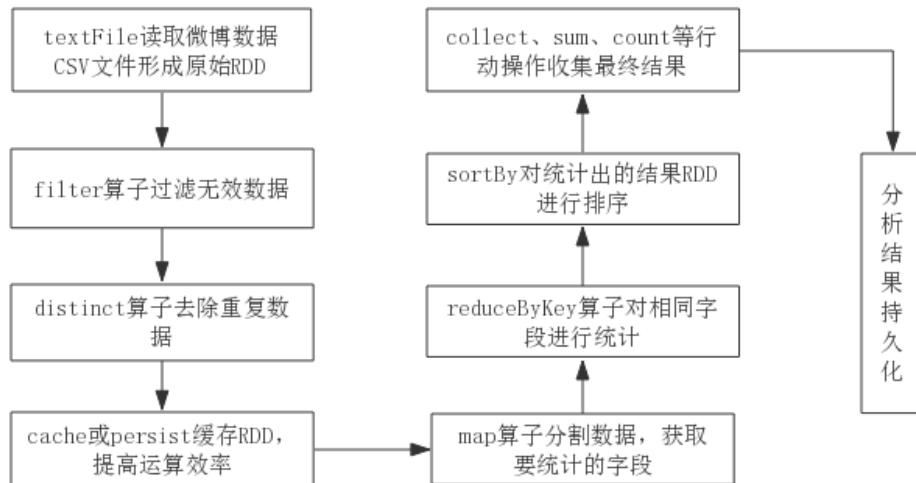 textFile读取微博数据
CSV文件形成原始RDD
filter算子过滤无效数据
distinct算子去除重复数
据
cache或persist缓存RDD,
提高运算效率
map算子分割数据，获取
要统计的字段
reduceByKey算子对相同字
段进行统计
sortBy对统计出的结果RDD
进行排序
collect、sum、count等行
动操作收集最终结果
分
析
结
果
持
久
化